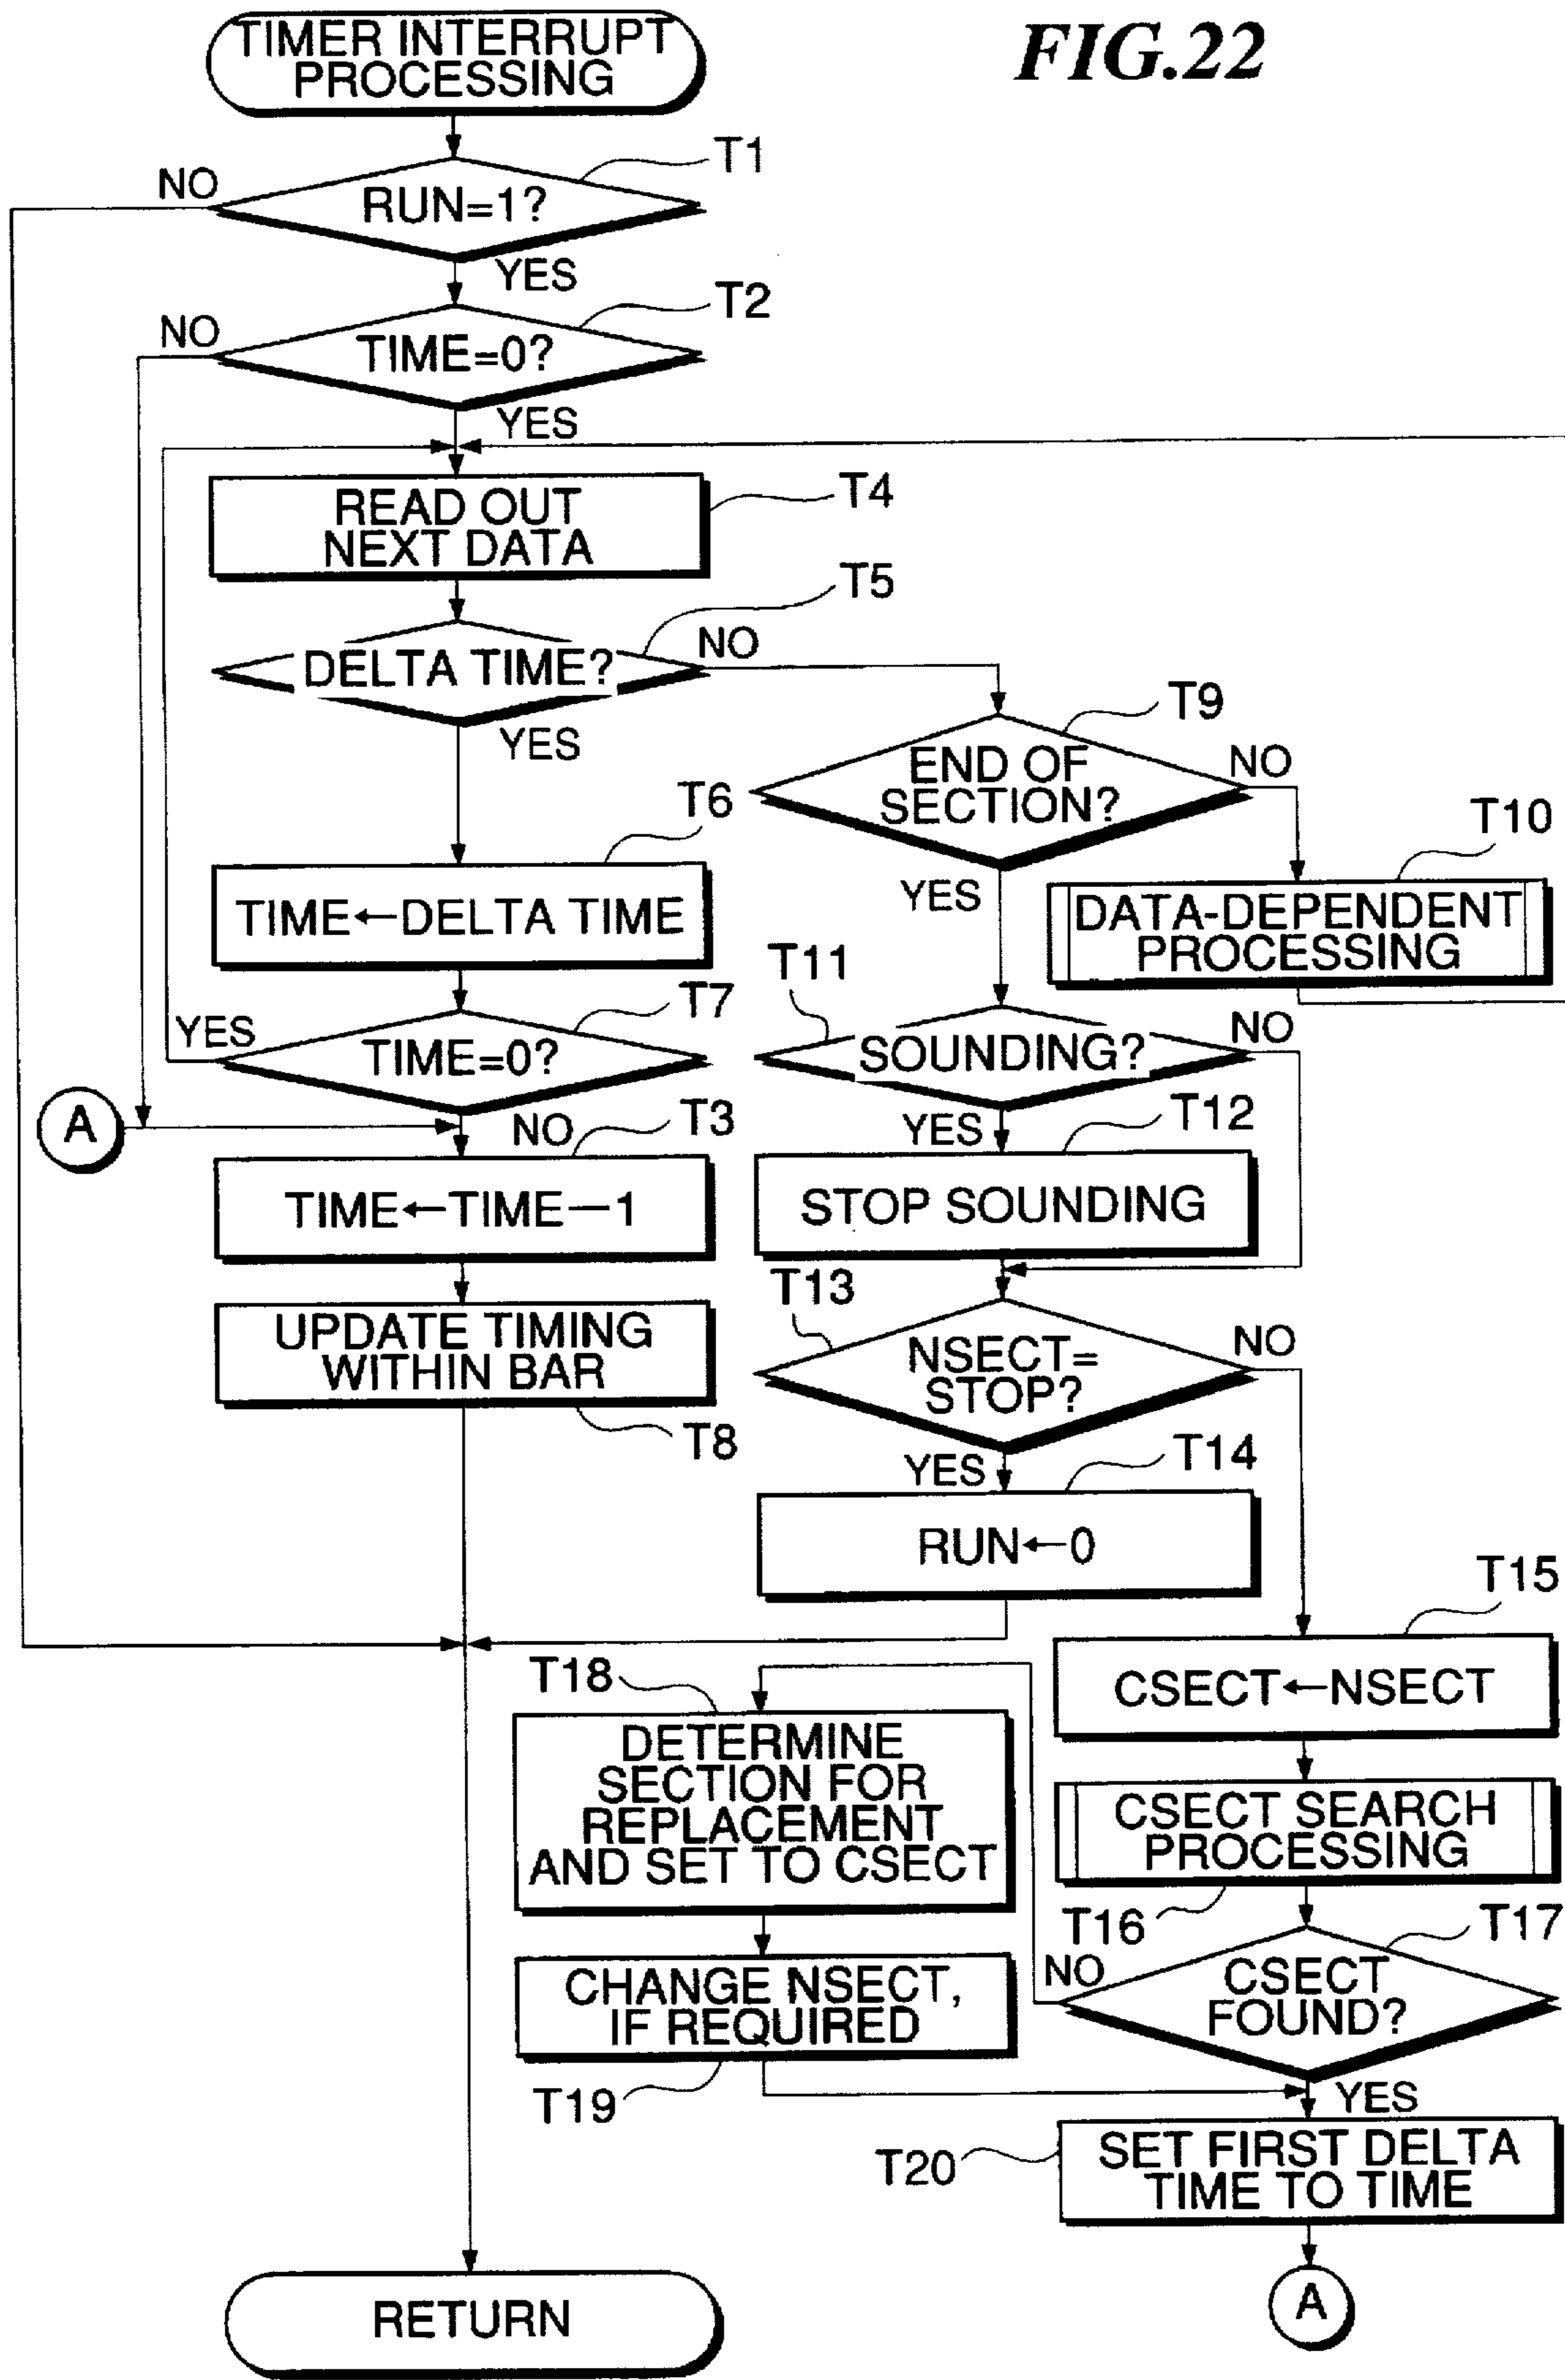 FIG.22
TIMER INTERRUPT
PROCESSING
T1
NO
RUN=1?
YES
T2
NO
TIME=0?
YES
T4
READ OUT
NEXT DATA
T5
DELTA TIME?
NO
YES
T9
END OF
SECTION?
NO
YES
T6
TIME←DELTA TIME
T10
DATA-DEPENDENT
PROCESSING
T7
YES
TIME=0?
NO
T11
SOUNDING?
NO
YES
A
T3
TIME←TIME−1
T12
STOP SOUNDING
UPDATE TIMING
WITHIN BAR
T8
T13
NSECT=
STOP?
NO
YES
T14
RUN←0
T15
CSECT←NSECT
T18
DETERMINE
SECTION FOR
REPLACEMENT
AND SET TO CSECT
CSECT SEARCH
PROCESSING
T16
T17
NO
CSECT
FOUND?
YES
CHANGE NSECT,
IF REQUIRED
T19
T20
SET FIRST DELTA
TIME TO TIME
A
RETURN